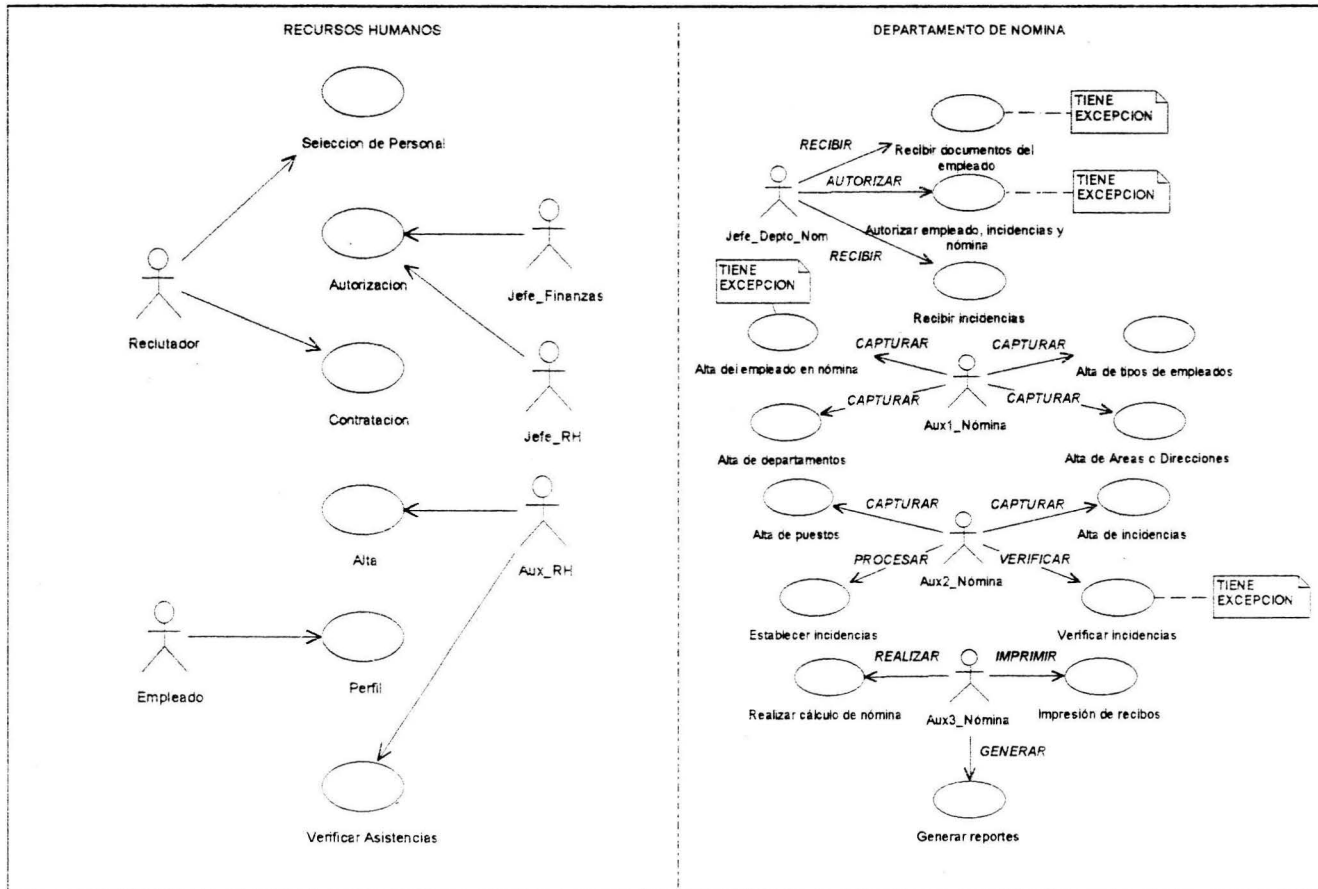 RECURSOS HUMANOS
Seleccion de Personal
Autorizacion
Jefe_Finanzas
Reclutador
Contratacion
Jefe_RH
Alta
Aux_RH
Empleado
Perfil
Verificar Asistencias
DEPARTAMENTO DE NOMINA
TIENE
EXCEPCION
RECIBIR
Recibir documentos del
empleado
AUTORIZAR
TIENE
EXCEPCION
Jefe_Depto_Nom
Autorizar empleado, incidencias y
nómina
RECIBIR
TIENE
EXCEPCION
Recibir incidencias
CAPTURAR
CAPTURAR
Alta del empleado en nómina
Alta de tipos de empleados
CAPTURAR
CAPTURAR
Aux1_Nómina
Alta de departamentos
Alta de Areas o Direcciones
CAPTURAR
CAPTURAR
Alta de puestos
Alta de incidencias
PROCESAR
VERIFICAR
Aux2_Nómina
TIENE
EXCEPCION
Establecer incidencias
Verificar incidencias
REALIZAR
IMPRIMIR
Realizar cálculo de nómina
Aux3_Nómina
Impresión de recibos
GENERAR
Generar reportes